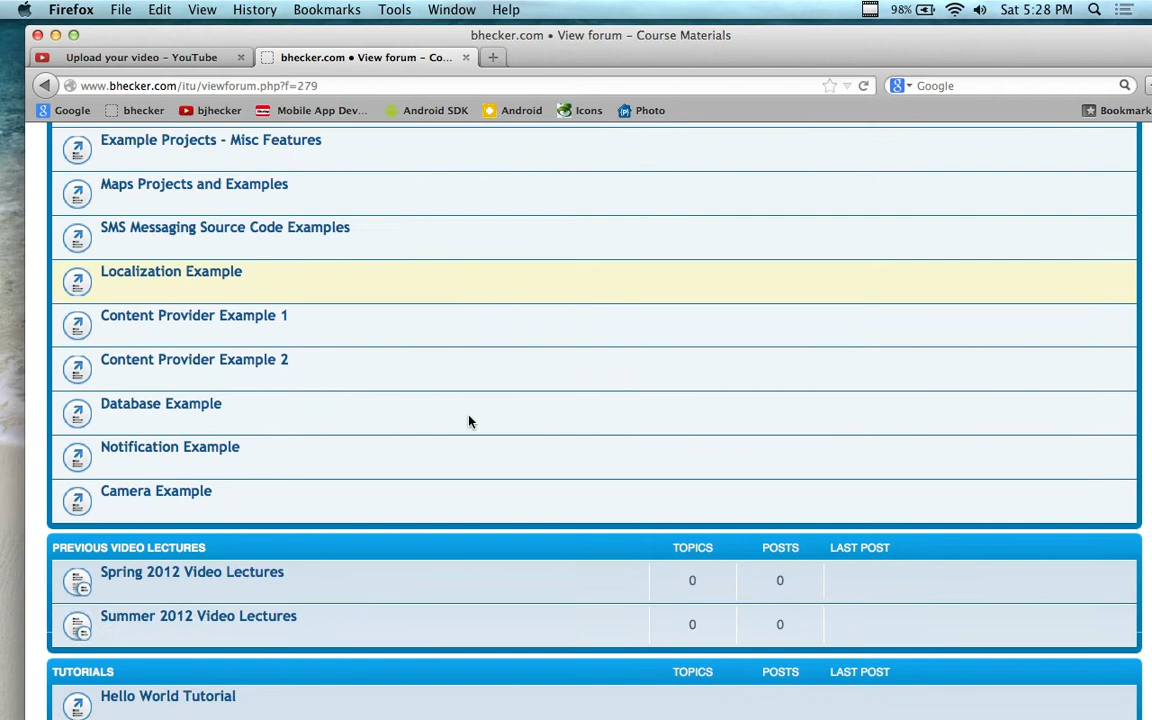 Firefox File Edit View History Bookmarks Tools Window Help 98% Sat 5:28 PM
bhecker.com • View forum – Course Materials
Upload your video – YouTube bhecker.com • View forum – Co...
www.bhecker.com/itu/viewforum.php?f=279 Google
Google bhecker bjhecker Mobile App Dev... Android SDK Android Icons Photo Bookmark
Example Projects - Misc Features
Maps Projects and Examples
SMS Messaging Source Code Examples
Localization Example
Content Provider Example 1
Content Provider Example 2
Database Example
Notification Example
Camera Example
PREVIOUS VIDEO LECTURES TOPICS POSTS LAST POST
Spring 2012 Video Lectures 0 0
Summer 2012 Video Lectures 0 0
TUTORIALS TOPICS POSTS LAST POST
Hello World Tutorial